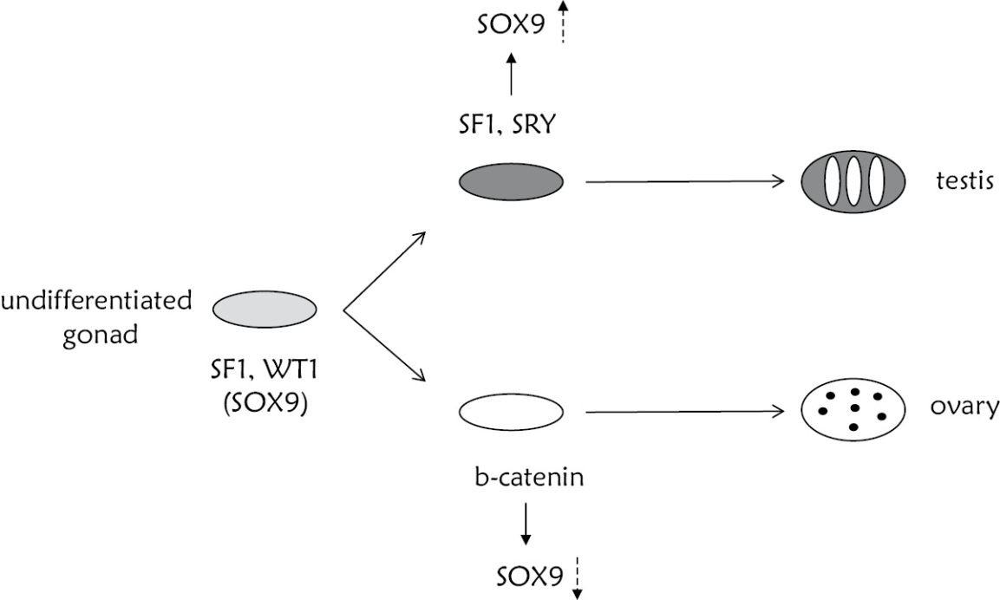 SOX9
SF1, SRY
testis
undifferentiated
gonad
SF1, WT1
(SOX9)
ovary
b-catenin
SOX9